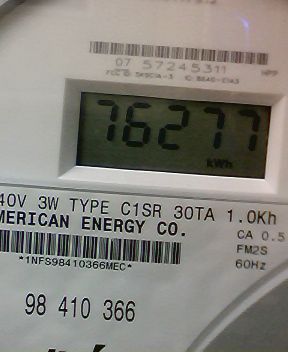 07 57245311
76277
kWh
40V 3W TYPE C1SR 30TA 1.0Kh
MERICAN ENERGY CO.
CA 0.5
FM2S
60Hz
*1NFS98410366MEC*
98 410 366